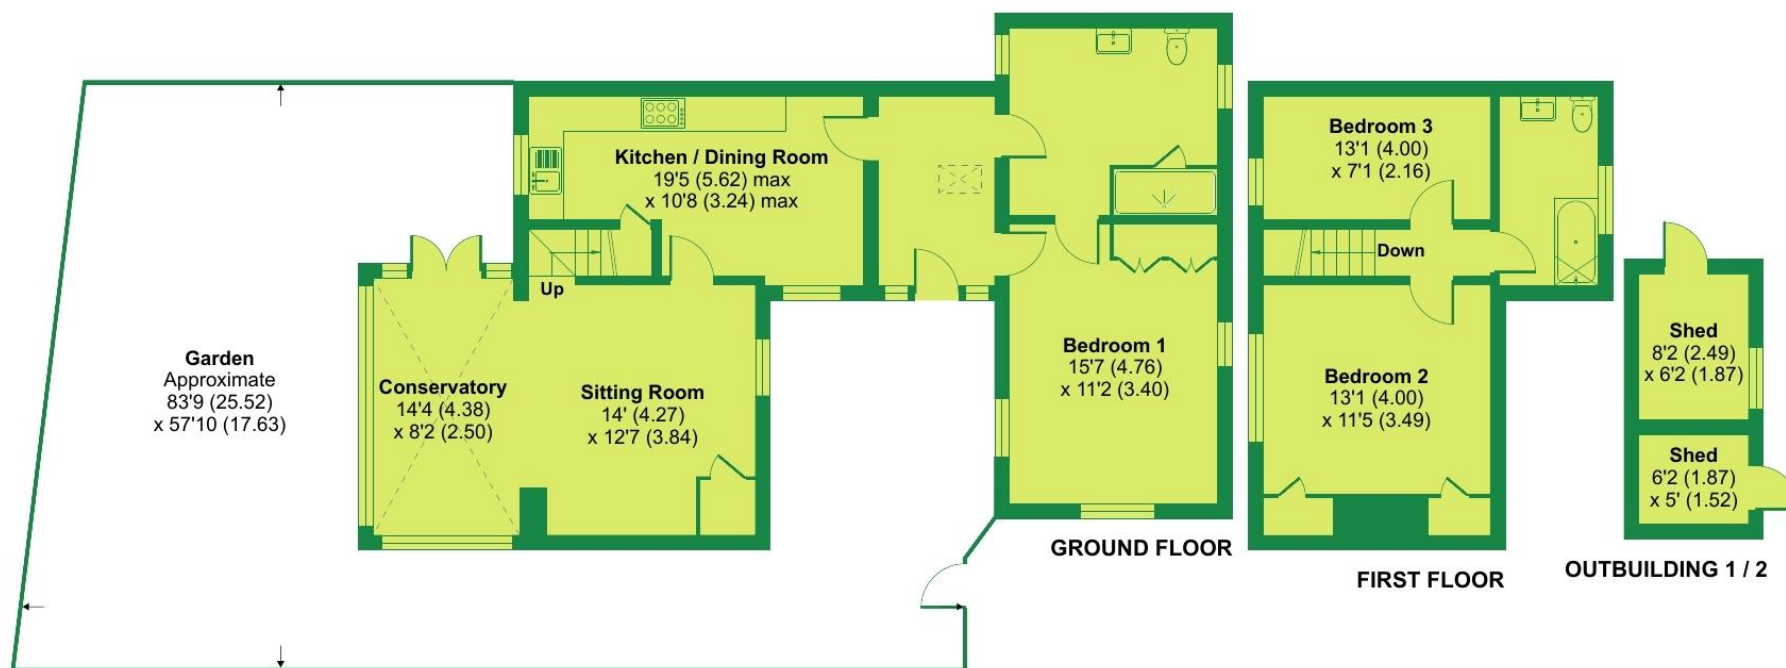 Kitchen / Dining Room
19'5 (5.62) max
x 10'8 (3.24) max
Up
Garden
Approximate
83'9 (25.52)
x 57'10 (17.63)
Conservatory
14'4 (4.38)
x 8'2 (2.50)
Sitting Room
14' (4.27)
x 12'7 (3.84)
Bedroom 1
15'7 (4.76)
x 11'2 (3.40)
GROUND FLOOR
Bedroom 3
13'1 (4.00)
x 7'1 (2.16)
Down
Bedroom 2
13'1 (4.00)
x 11'5 (3.49)
FIRST FLOOR
Shed
8'2 (2.49)
x 6'2 (1.87)
Shed
6'2 (1.87)
x 5' (1.52)
OUTBUILDING 1 / 2